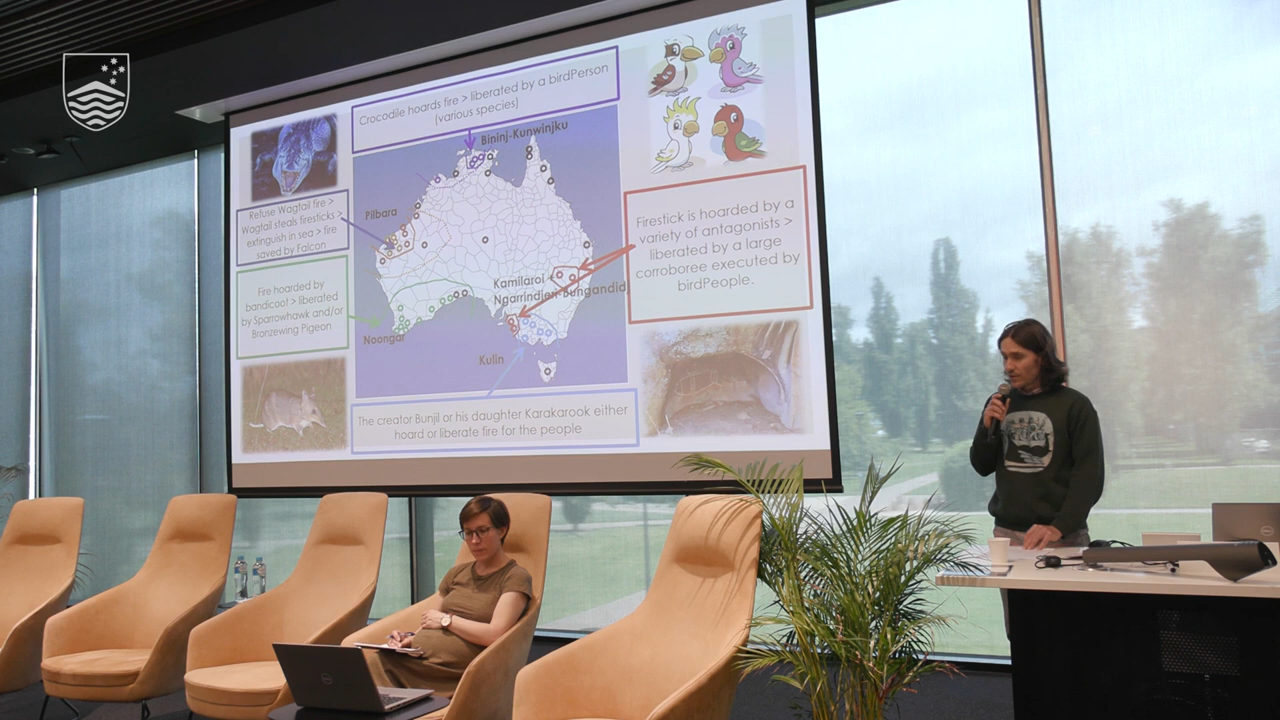 Crocodile hoards fire > liberated by a birdPerson
(various species)
Bininj-Kunwinjku
Refuse Wagtail fire >
Wagtail steals firesticks >
extinguish in sea > fire
saved by Falcon
Pilbara
Firestick is hoarded by a
variety of antagonists >
liberated by a large
corroboree executed by
birdPeople.
Kamilaroi
Ngarrindjeri-Bungandidj
Fire hoarded by
bandicoot > liberated
by Sparrowhawk and/or
Bronzewing Pigeon
Noongar
Kulin
The creator Bunjil or his daughter Karakarook either
hoard or liberate fire for the people